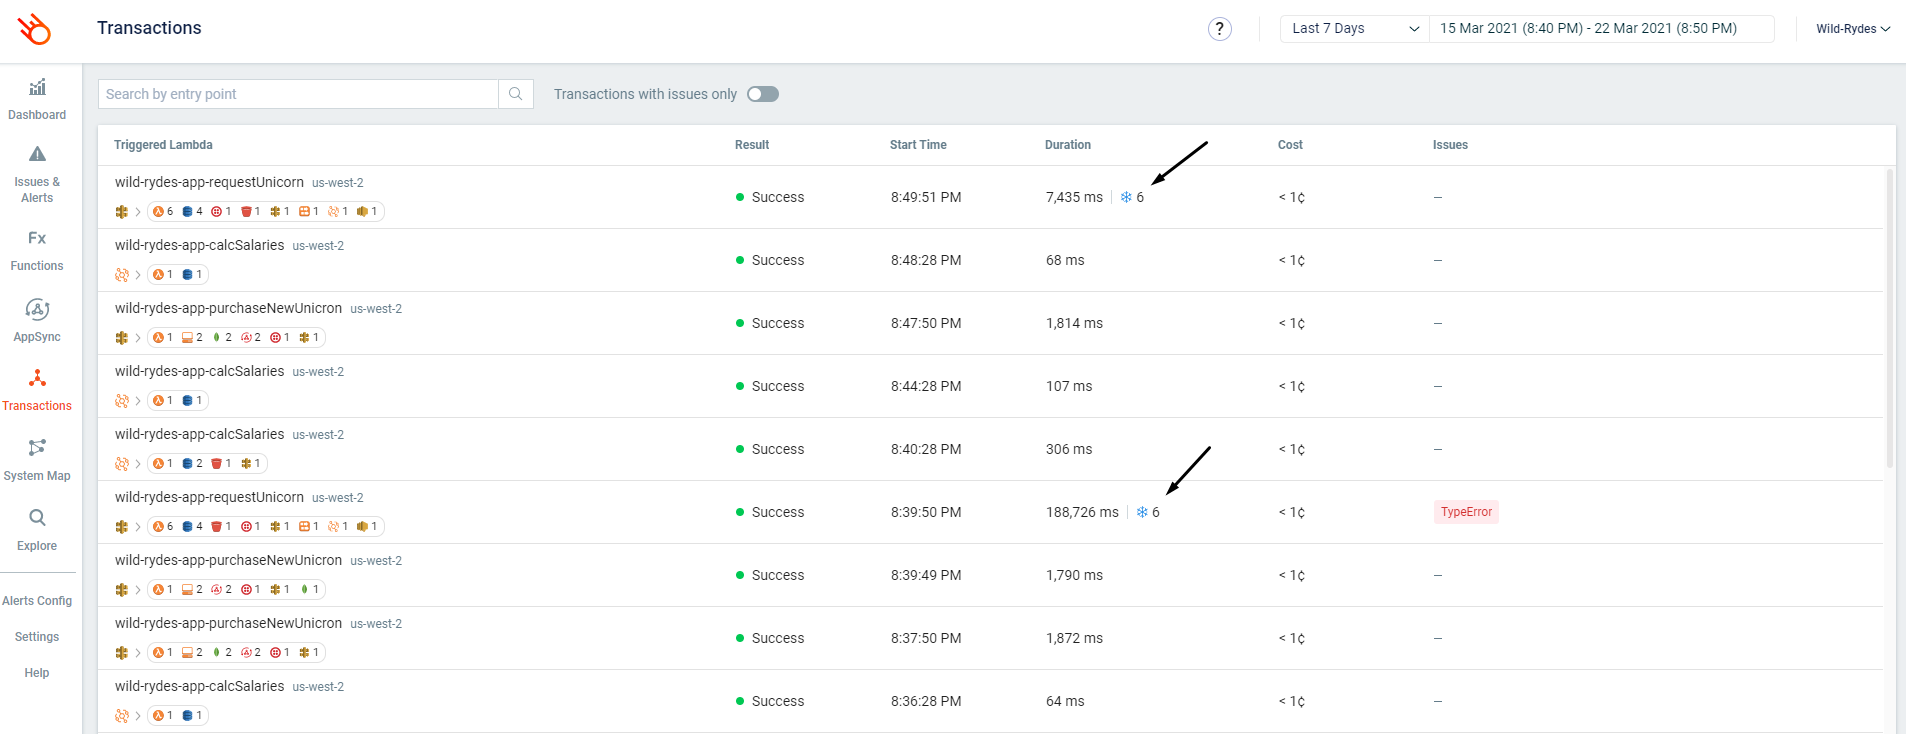 Transactions
?
Last 7 Days
15 Mar 2021 (8:40 PM) - 22 Mar 2021 (8:50 PM)
Wild-Rydes
Dashboard
Issues &
Alerts
Fx
Functions
AppSync
Transactions
System Map
Explore
Alerts Config
Settings
Help
Search by entry point
Transactions with issues only
Triggered Lambda Result Start Time Duration Cost Issues
wild-rydes-app-requestUnicorn us-west-2
6 4 1 1 1 1 1 1
Success 8:49:51 PM 7,435 ms 6 < 1¢ –
wild-rydes-app-calcSalaries us-west-2
1 1
Success 8:48:28 PM 68 ms < 1¢ –
wild-rydes-app-purchaseNewUnicron us-west-2
1 2 2 2 1 1
Success 8:47:50 PM 1,814 ms < 1¢ –
wild-rydes-app-calcSalaries us-west-2
1 1
Success 8:44:28 PM 107 ms < 1¢ –
wild-rydes-app-calcSalaries us-west-2
1 2 1 1
Success 8:40:28 PM 306 ms < 1¢ –
wild-rydes-app-requestUnicorn us-west-2
6 4 1 1 1 1 1 1
Success 8:39:50 PM 188,726 ms 6 < 1¢ TypeError
wild-rydes-app-purchaseNewUnicron us-west-2
1 2 2 1 1 1
Success 8:39:49 PM 1,790 ms < 1¢ –
wild-rydes-app-purchaseNewUnicron us-west-2
1 2 2 2 1 1
Success 8:37:50 PM 1,872 ms < 1¢ –
wild-rydes-app-calcSalaries us-west-2
1 1
Success 8:36:28 PM 64 ms < 1¢ –